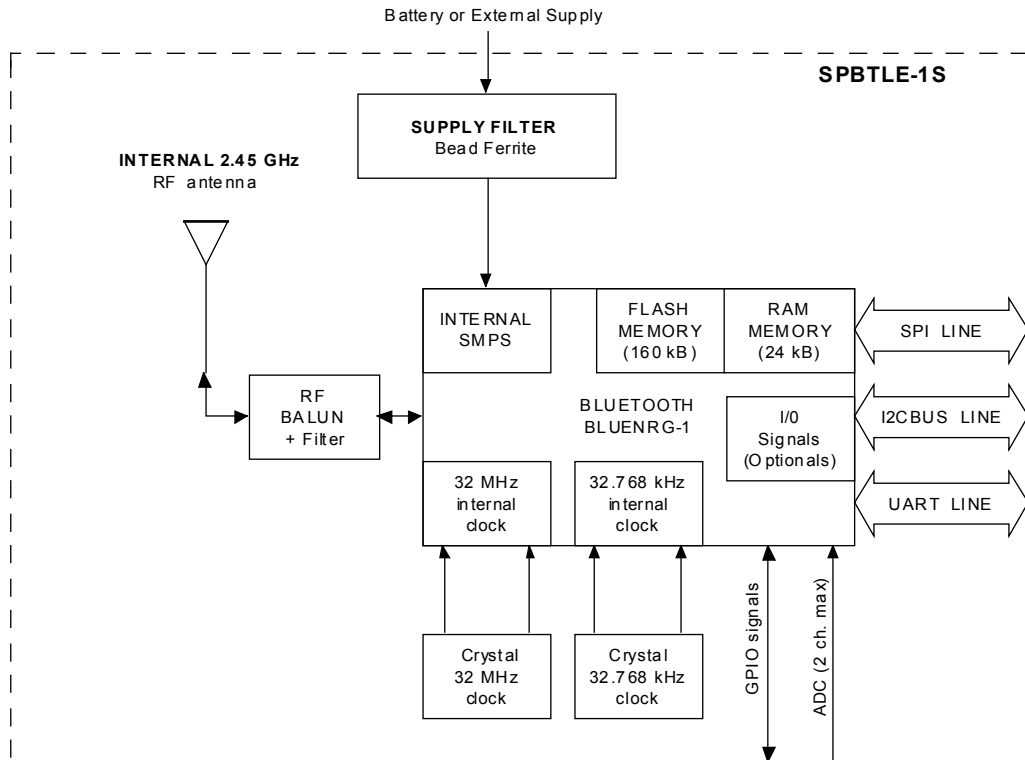 Battery or External Supply
SPBTLE-1S
SUPPLY FILTER
Bead Ferrite
INTERNAL 2.45 GHz
RF antenna
INTERNAL
SMPS
FLASH
MEMORY
(160 kB)
RAM
MEMORY
(24 kB)
SPI LINE
RF
BALUN
+ Filter
BLUETOOTH
BLUENRG-1
I/0
Signals
(Optionals)
I2CBUS LINE
32 MHz
internal
clock
32.768 kHz
internal
clock
UART LINE
Crystal
32 MHz
clock
Crystal
32.768 kHz
clock
GPIO signals
ADC (2 ch. max)